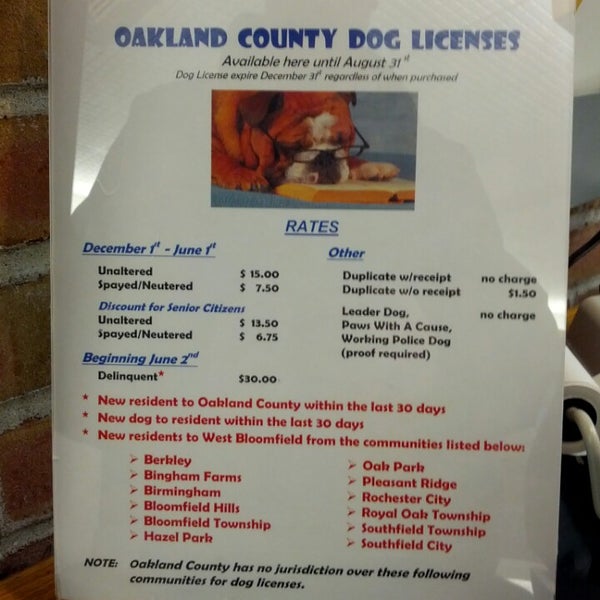 OAKLAND COUNTY DOG LICENSES
Available here until August 31st
Dog License expire December 31st regardless of when purchased
RATES
December 1st - June 1st
Unaltered $ 15.00
Spayed/Neutered $ 7.50
Discount for Senior Citizens
Unaltered $ 13.50
Spayed/Neutered $ 6.75
Beginning June 2nd
Delinquent* $30.00
Other
Duplicate w/receipt no charge
Duplicate w/o receipt $1.50
Leader Dog, no charge
Paws With A Cause,
Working Police Dog
(proof required)
* New resident to Oakland County within the last 30 days
* New dog to resident within the last 30 days
* New residents to West Bloomfield from the communities listed below:
➢ Berkley
➢ Bingham Farms
➢ Birmingham
➢ Bloomfield Hills
➢ Bloomfield Township
➢ Hazel Park
➢ Oak Park
➢ Pleasant Ridge
➢ Rochester City
➢ Royal Oak Township
➢ Southfield Township
➢ Southfield City
NOTE: Oakland County has no jurisdiction over these following
communities for dog licenses.